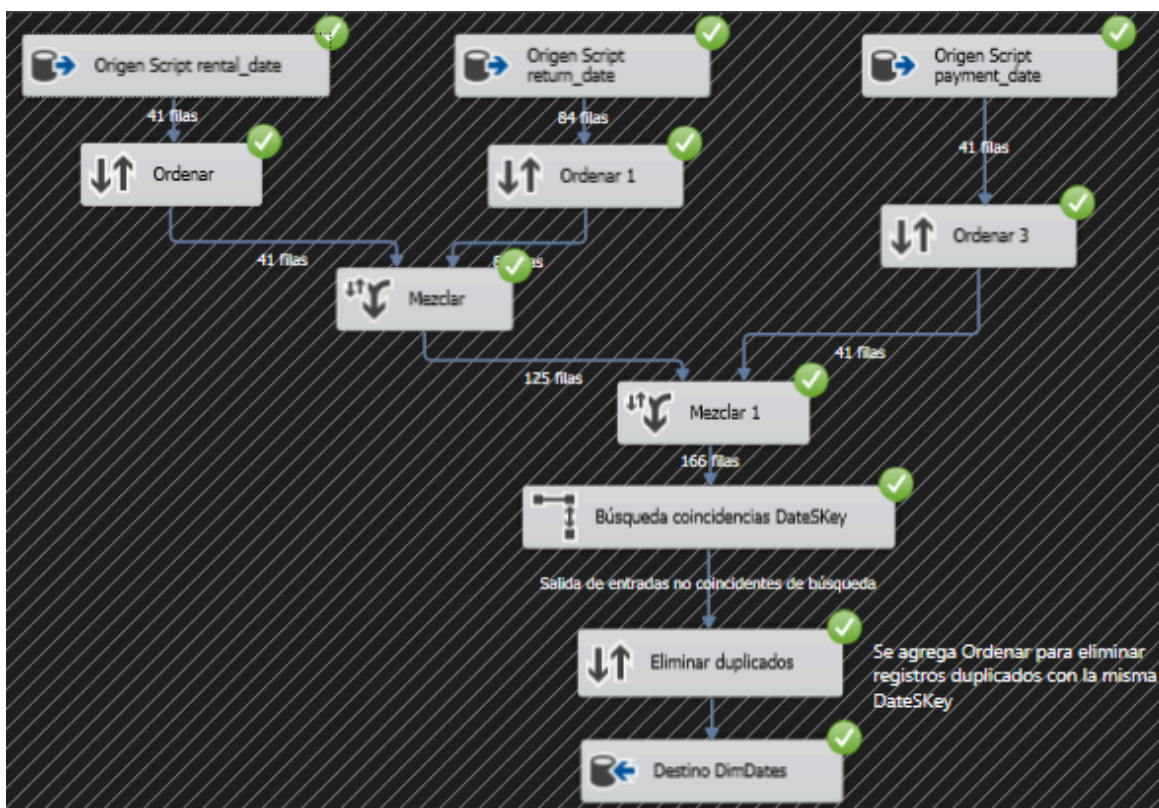 Origen Script rental_date
Origen Script
return_date
Origen Script
payment_date
41 filas
84 filas
41 filas
Ordenar
Ordenar 1
Ordenar 3
41 filas
Mezclar
41 filas
125 filas
Mezclar 1
166 filas
Búsqueda coincidencias DateSKey
Salida de entradas no coincidentes de búsqueda
Eliminar duplicados
Se agrega Ordenar para eliminar
registros duplicados con la misma
DateSKey
Destino DimDates